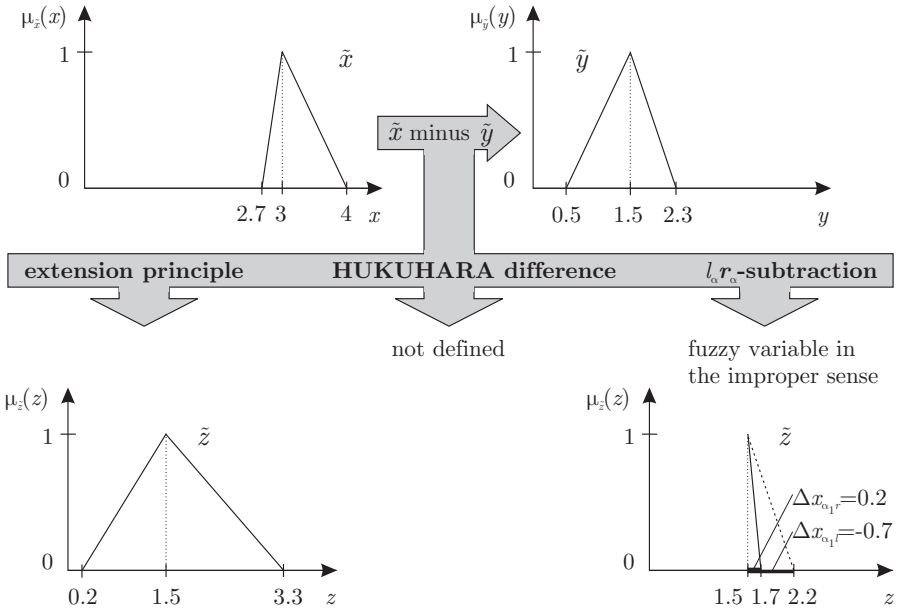 μx̃(x)
1
x̃
0
2.7 3 4 x
x̃ minus ỹ
μỹ(y)
1
ỹ
0
0.5 1.5 2.3 y
extension principle HUKUHARA difference lαrα-subtraction
not defined
fuzzy variable in
the improper sense
μz̃(z)
1
z̃
0
0.2 1.5 3.3 z
μz̃(z)
1
z̃
Δxα₁r=0.2
Δxα₁l=-0.7
0
1.5 1.7 2.2 z